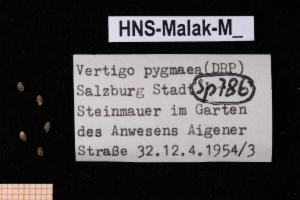 HNS-Malak-M_
Vertigo pygmaea(DRP)
Salzburg Stadt Sp786
Steinmauer im Garten
des Anwesens Aigener
Straße 32.12.4.1954/3